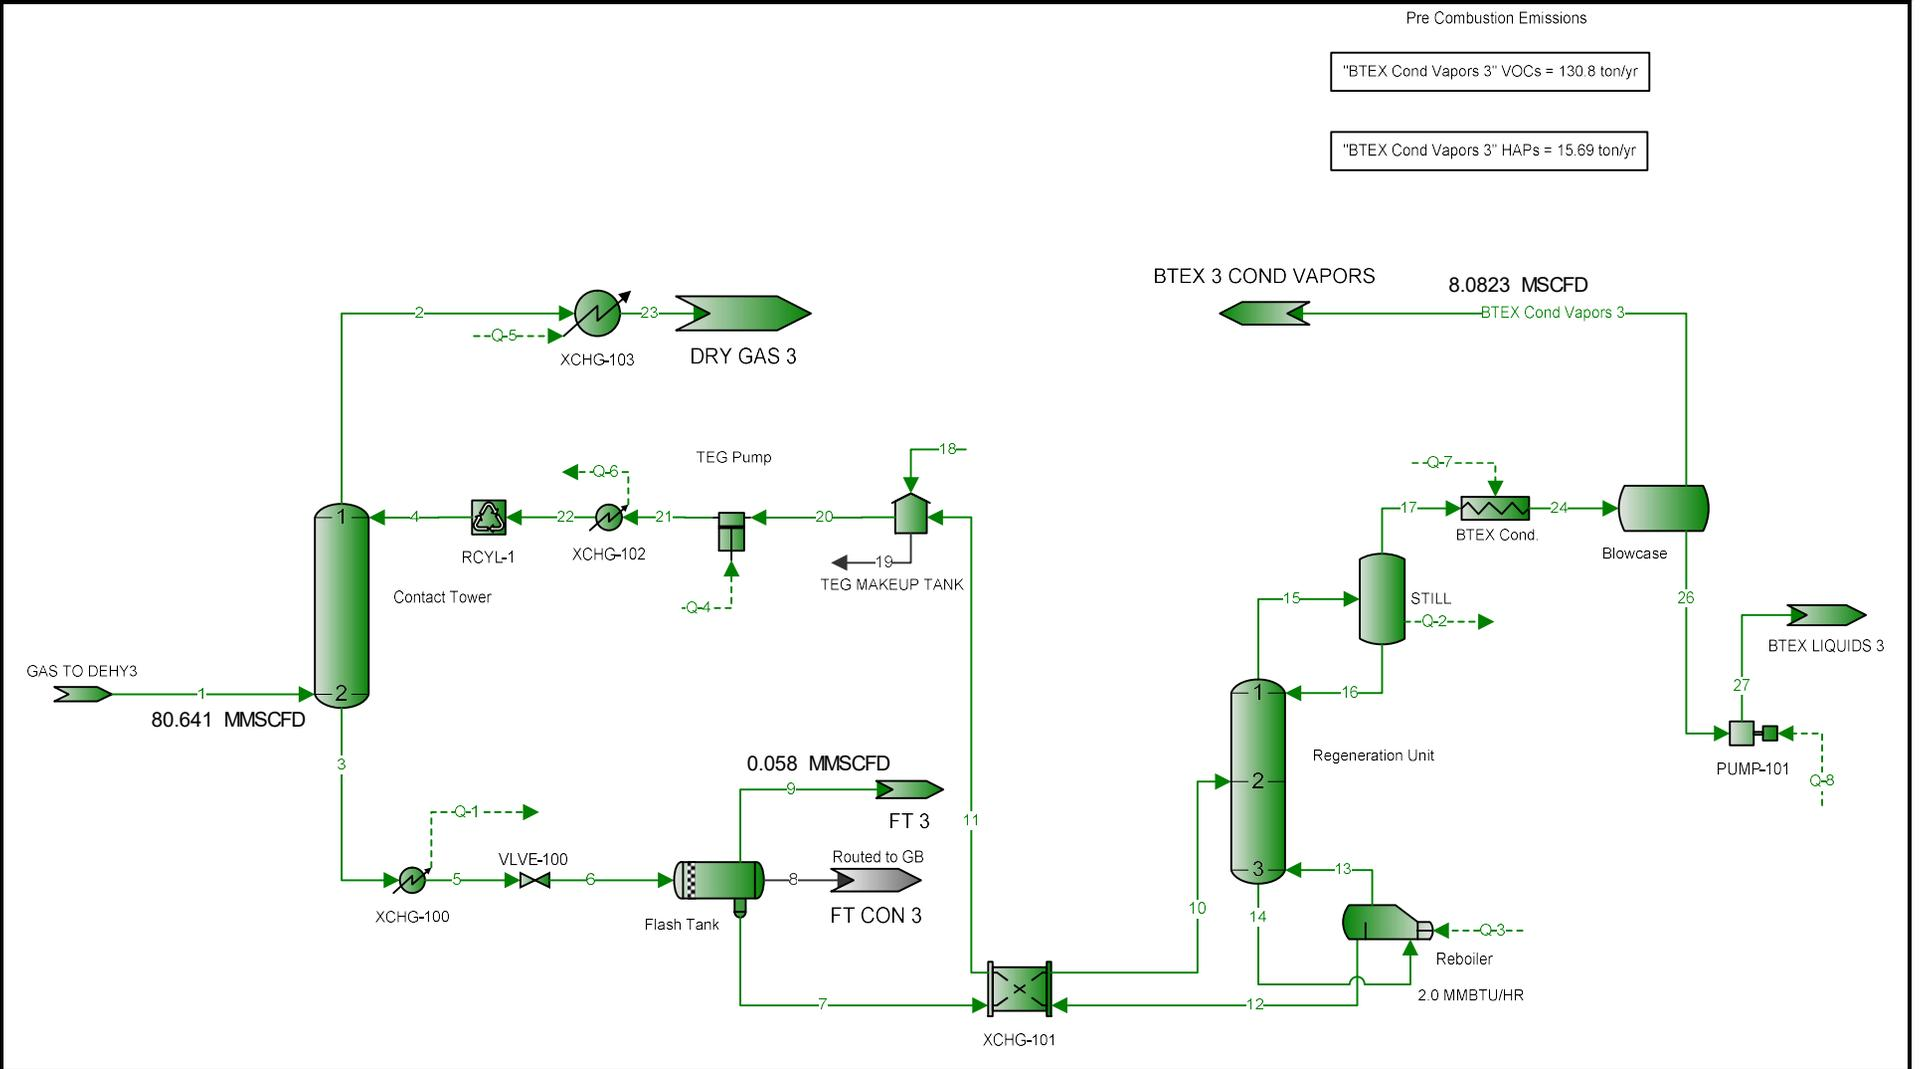 Pre Combustion Emissions
"BTEX Cond Vapors 3" VOCs = 130.8 ton/yr
"BTEX Cond Vapors 3" HAPs = 15.69 ton/yr
BTEX 3 COND VAPORS
8.0823 MSCFD
BTEX Cond Vapors 3
2
23
Q-5
XCHG-103
DRY GAS 3
18
TEG Pump
Q-6
Q-7
1
4
22
21
20
17
24
RCYL-1
XCHG-102
BTEX Cond.
Blowcase
19
TEG MAKEUP TANK
Contact Tower
Q-4
15
STILL
26
Q-2
BTEX LIQUIDS 3
GAS TO DEHY3
1
2
1
16
27
80.641 MMSCFD
3
0.058 MMSCFD
Regeneration Unit
PUMP-101
9
2
Q-8
Q-1
FT 3
11
VLVE-100
Routed to GB
5
6
8
3
13
XCHG-100
Flash Tank
FT CON 3
10
14
Q-3
Reboiler
2.0 MMBTU/HR
7
12
XCHG-101